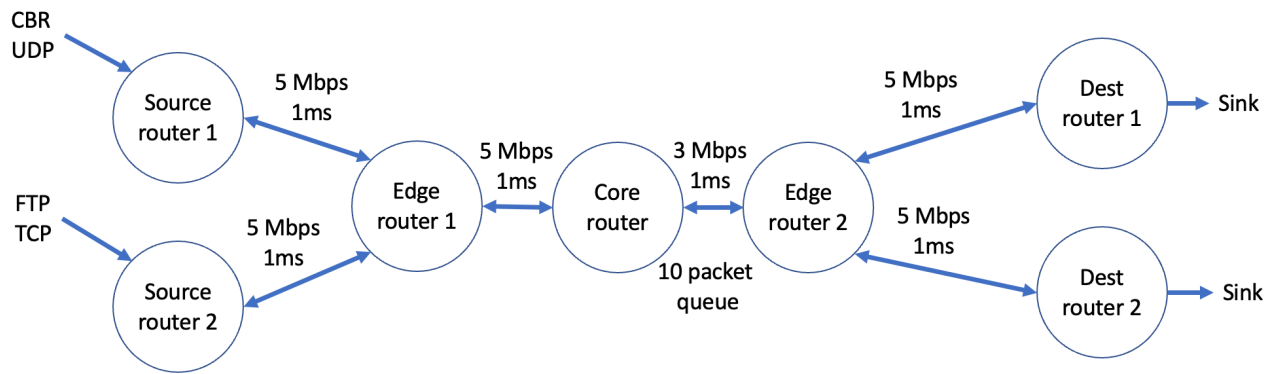 CBR
UDP
Source
router 1
5 Mbps
1ms
FTP
TCP
Source
router 2
5 Mbps
1ms
Edge
router 1
5 Mbps
1ms
Core
router
3 Mbps
1ms
10 packet
queue
Edge
router 2
5 Mbps
1ms
Dest
router 1
Sink
5 Mbps
1ms
Dest
router 2
Sink